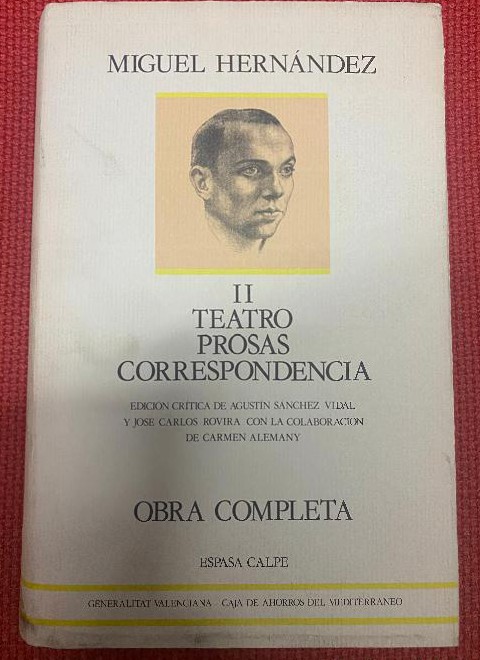 MIGUEL HERNÁNDEZ
II
TEATRO
PROSAS
CORRESPONDENCIA
EDICION CRITICA DE AGUSTIN SANCHEZ VIDAL
Y JOSE CARLOS ROVIRA CON LA COLABORACION
DE CARMEN ALEMANY
OBRA COMPLETA
ESPASA CALPE
GENERALITAT VALENCIANA - CAJA DE AHORROS DEL MEDITERRANEO